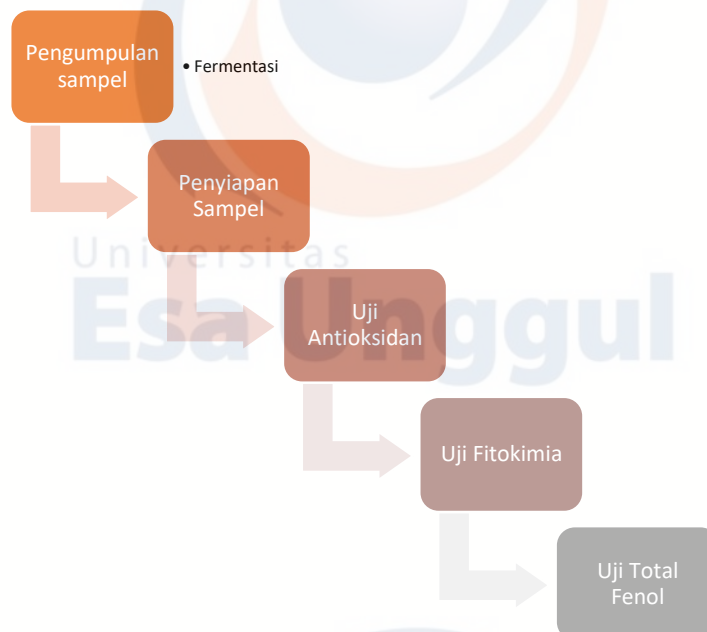 Pengumpulan
sampel
• Fermentasi
Penyiapan
Sampel
Universitas
Esa Unggul
Uji
Antioksidan
Uji Fitokimia
Uji Total
Fenol